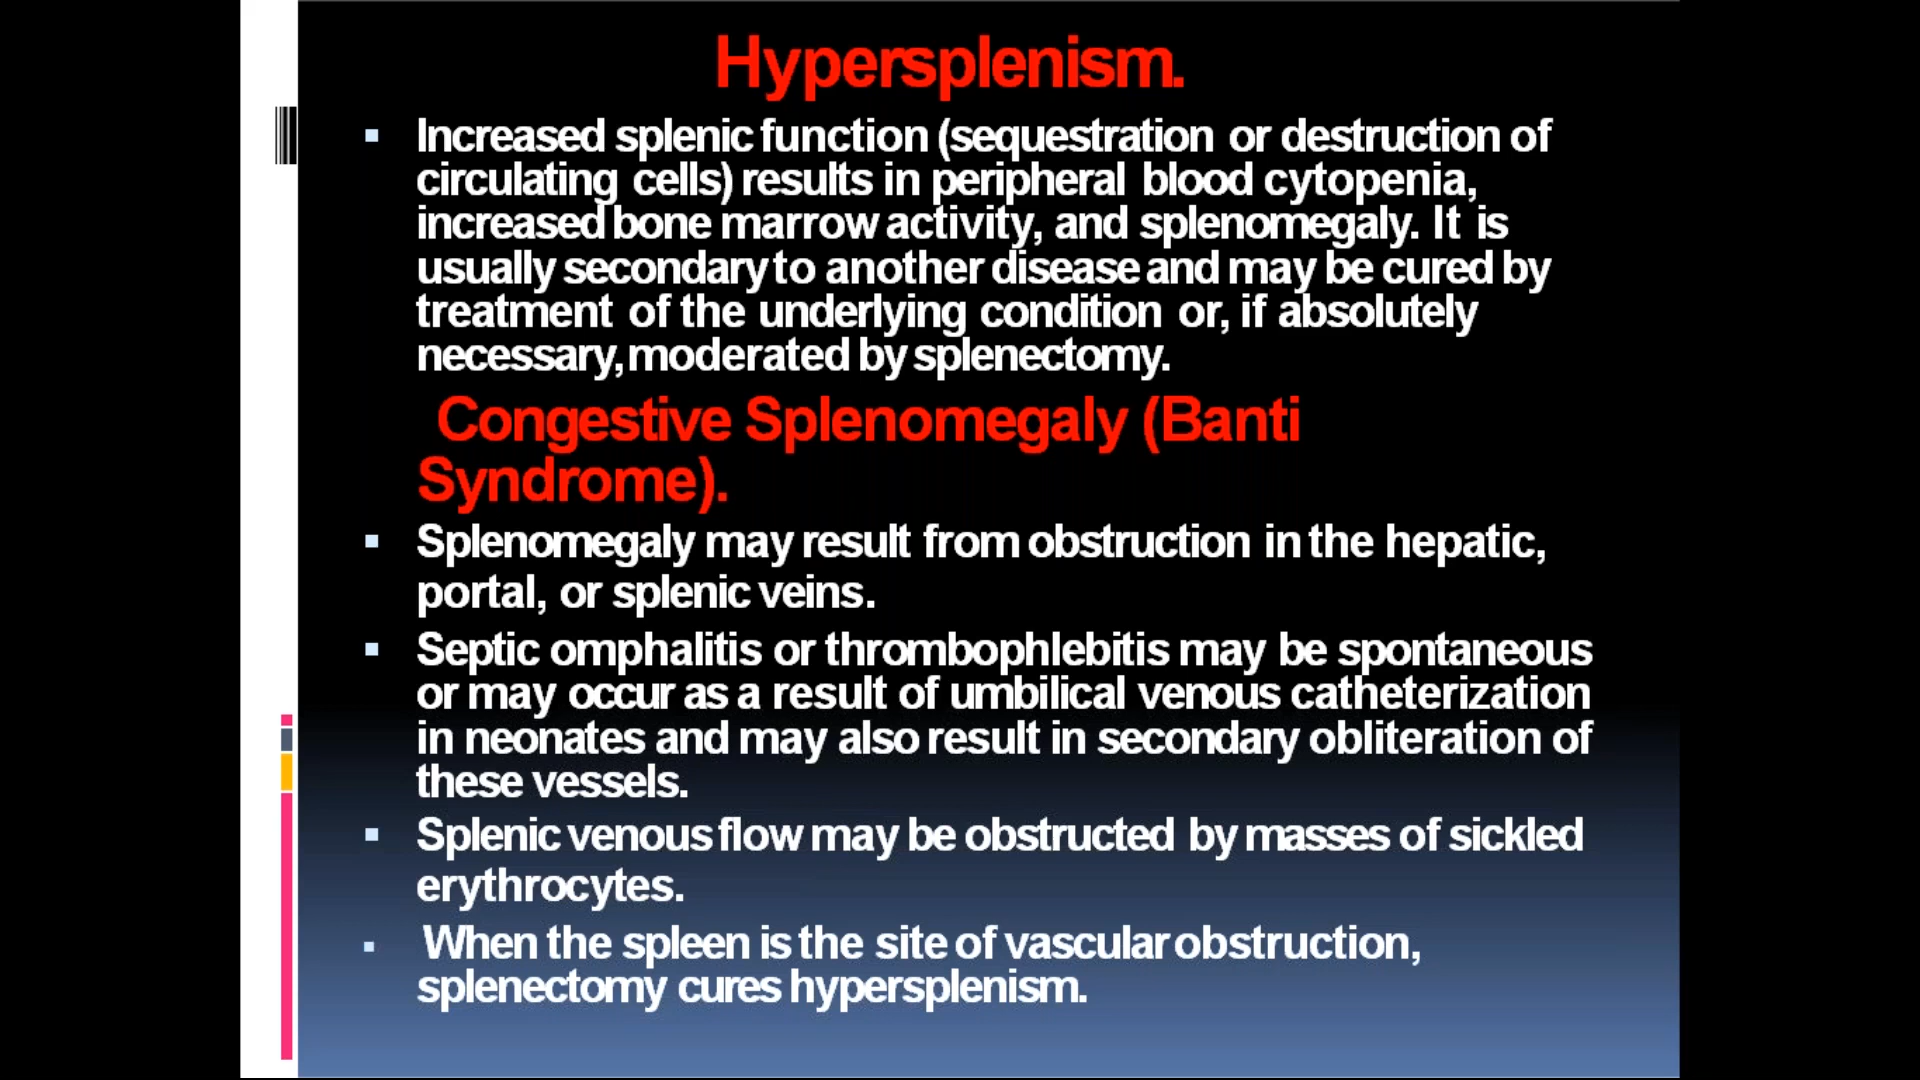 Hypersplenism.
Increased splenic function (sequestration or destruction of
circulating cells) results in peripheral blood cytopenia,
increased bone marrow activity, and splenomegaly. It is
usually secondary to another disease and may be cured by
treatment of the underlying condition or, if absolutely
necessary, moderated by splenectomy.
Congestive Splenomegaly (Banti
Syndrome).
Splenomegaly may result from obstruction in the hepatic,
portal, or splenic veins.
Septic omphalitis or thrombophlebitis may be spontaneous
or may occur as a result of umbilical venous catheterization
in neonates and may also result in secondary obliteration of
these vessels.
Splenic venous flow may be obstructed by masses of sickled
erythrocytes.
When the spleen is the site of vascular obstruction,
splenectomy cures hypersplenism.